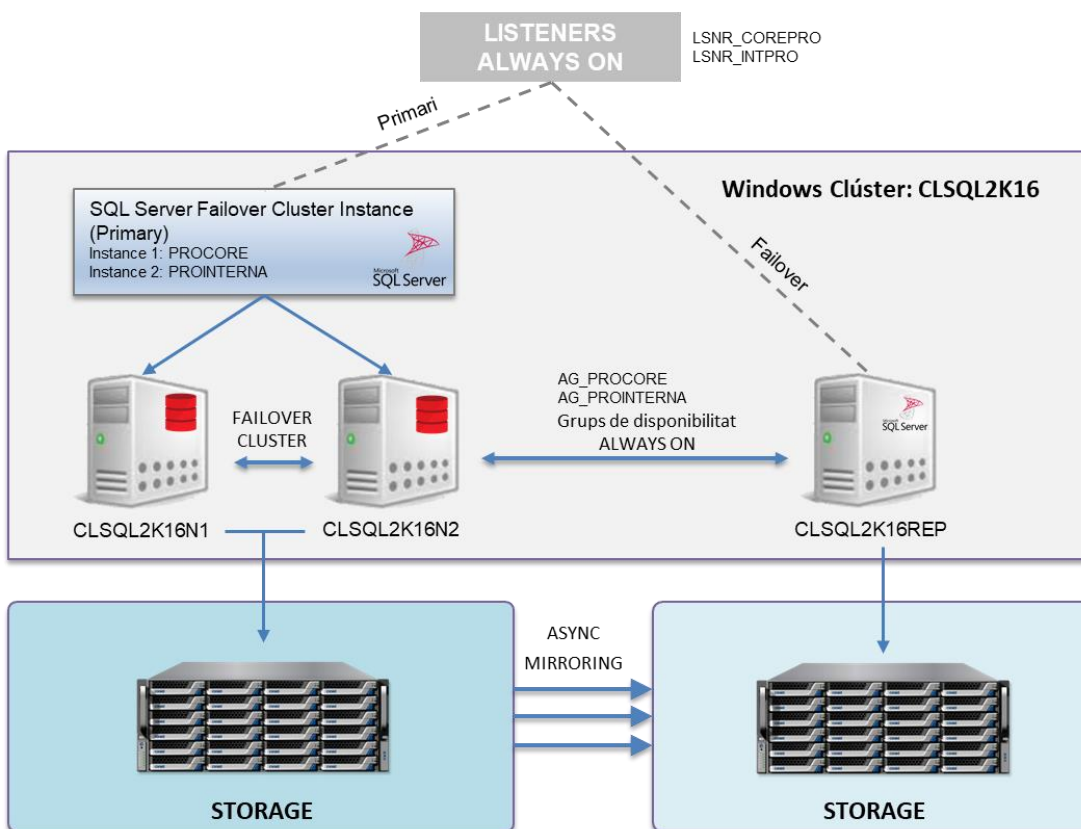 LISTENERS
ALWAYS ON
LSNR_COREPRO
LSNR_INTPRO
Primari
Failover
Windows Clúster: CLSQL2K16
SQL Server Failover Cluster Instance
(Primary)
Instance 1: PROCORE
Instance 2: PROINTERNA
Microsoft
SQL Server
FAILOVER
CLUSTER
AG_PROCORE
AG_PROINTERNA
Grups de disponibilitat
ALWAYS ON
Microsoft
SQL Server
CLSQL2K16N1
CLSQL2K16N2
CLSQL2K16REP
ASYNC
MIRRORING
STORAGE
STORAGE